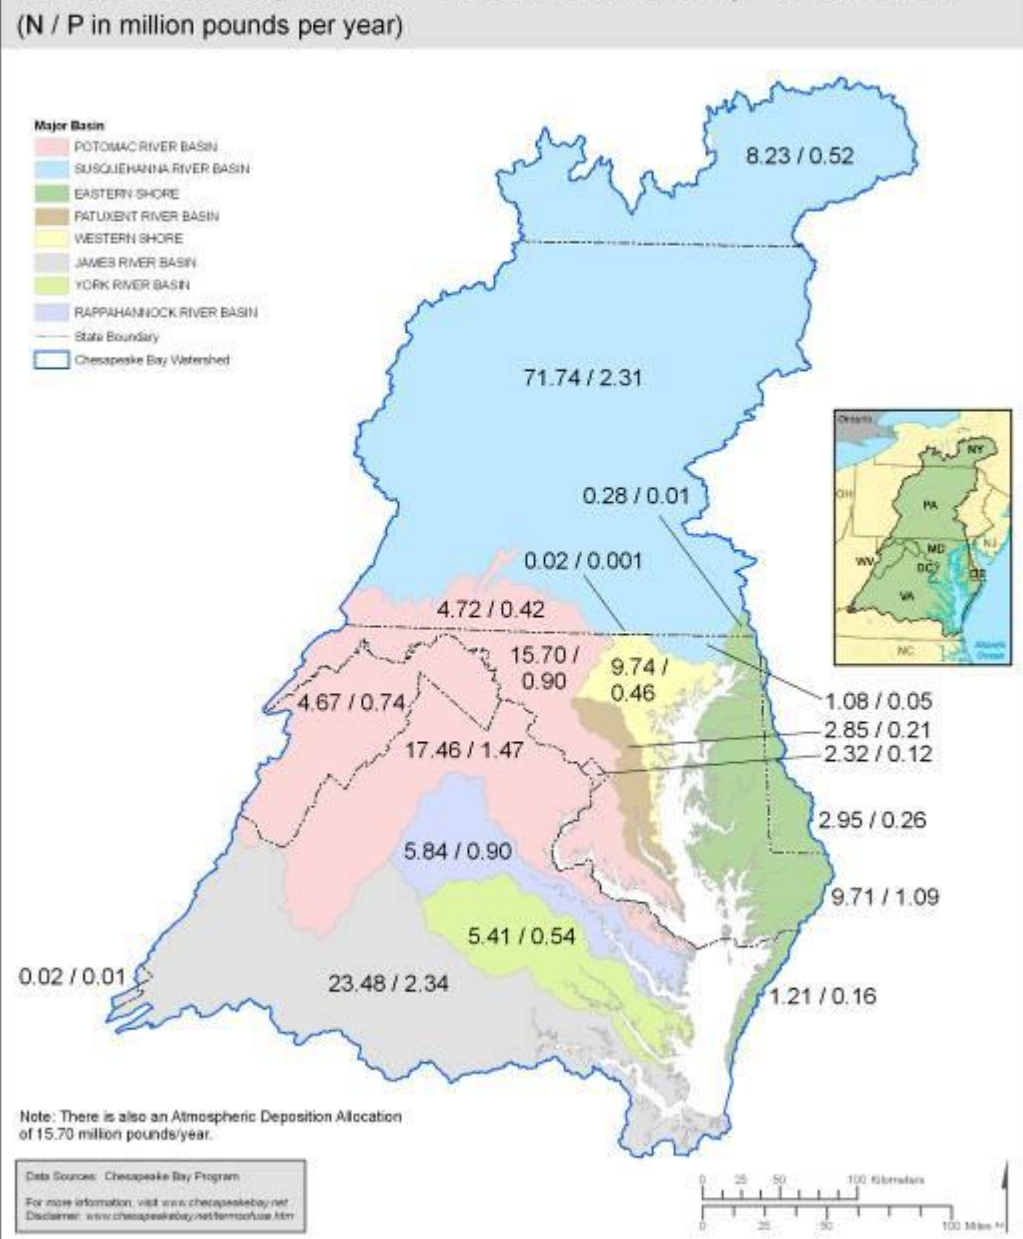 (N / P in million pounds per year)
Major Basin
POTOMAC RIVER BASIN
SUSQUEHANNA RIVER BASIN
EASTERN SHORE
PATUXENT RIVER BASIN
WESTERN SHORE
JAMES RIVER BASIN
YORK RIVER BASIN
RAPPAHANNOCK RIVER BASIN
State Boundary
Chesapeake Bay Watershed
8.23 / 0.52
71.74 / 2.31
0.28 / 0.01
0.02 / 0.001
4.72 / 0.42
15.70 /
0.90
9.74 /
0.46
4.67 / 0.74
17.46 / 1.47
1.08 / 0.05
2.85 / 0.21
2.32 / 0.12
2.95 / 0.26
5.84 / 0.90
9.71 / 1.09
5.41 / 0.54
0.02 / 0.01
23.48 / 2.34
1.21 / 0.16
Ontario
NY
OH
PA
NJ
MD
WV
DC
DE
VA
NC
Atlantic
Ocean
Note: There is also an Atmospheric Deposition Allocation
of 15.70 million pounds/year.
Data Sources: Chesapeake Bay Program
For more information, visit www.chesapeakebay.net
Disclaimer: www.chesapeakebay.net/termsofuse.htm
0 25 50 100 Kilometers
0 25 50 100 Miles